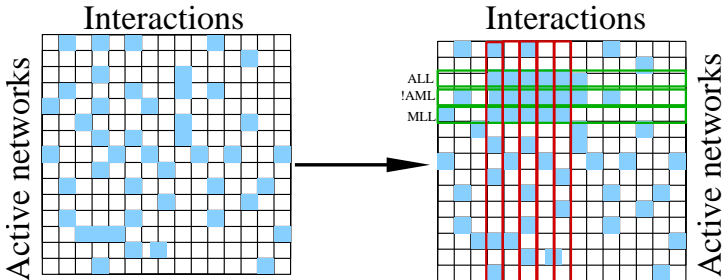 Interactions
Active networks
Interactions
ALL
!AML
MLL
Active networks